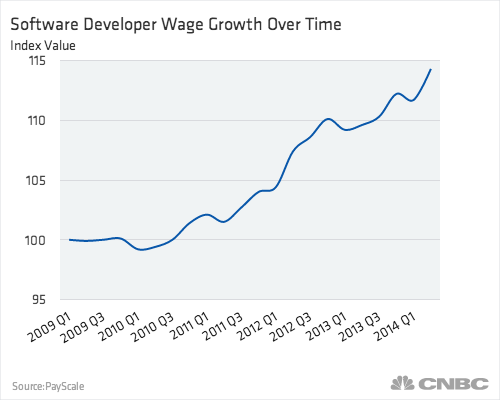 Software Developer Wage Growth Over Time
Index Value
115
110
105
100
95
2009 Q1
2009 Q3
2010 Q1
2010 Q3
2011 Q1
2011 Q3
2012 Q1
2012 Q3
2013 Q1
2013 Q3
2014 Q1
Source:PayScale
CNBC